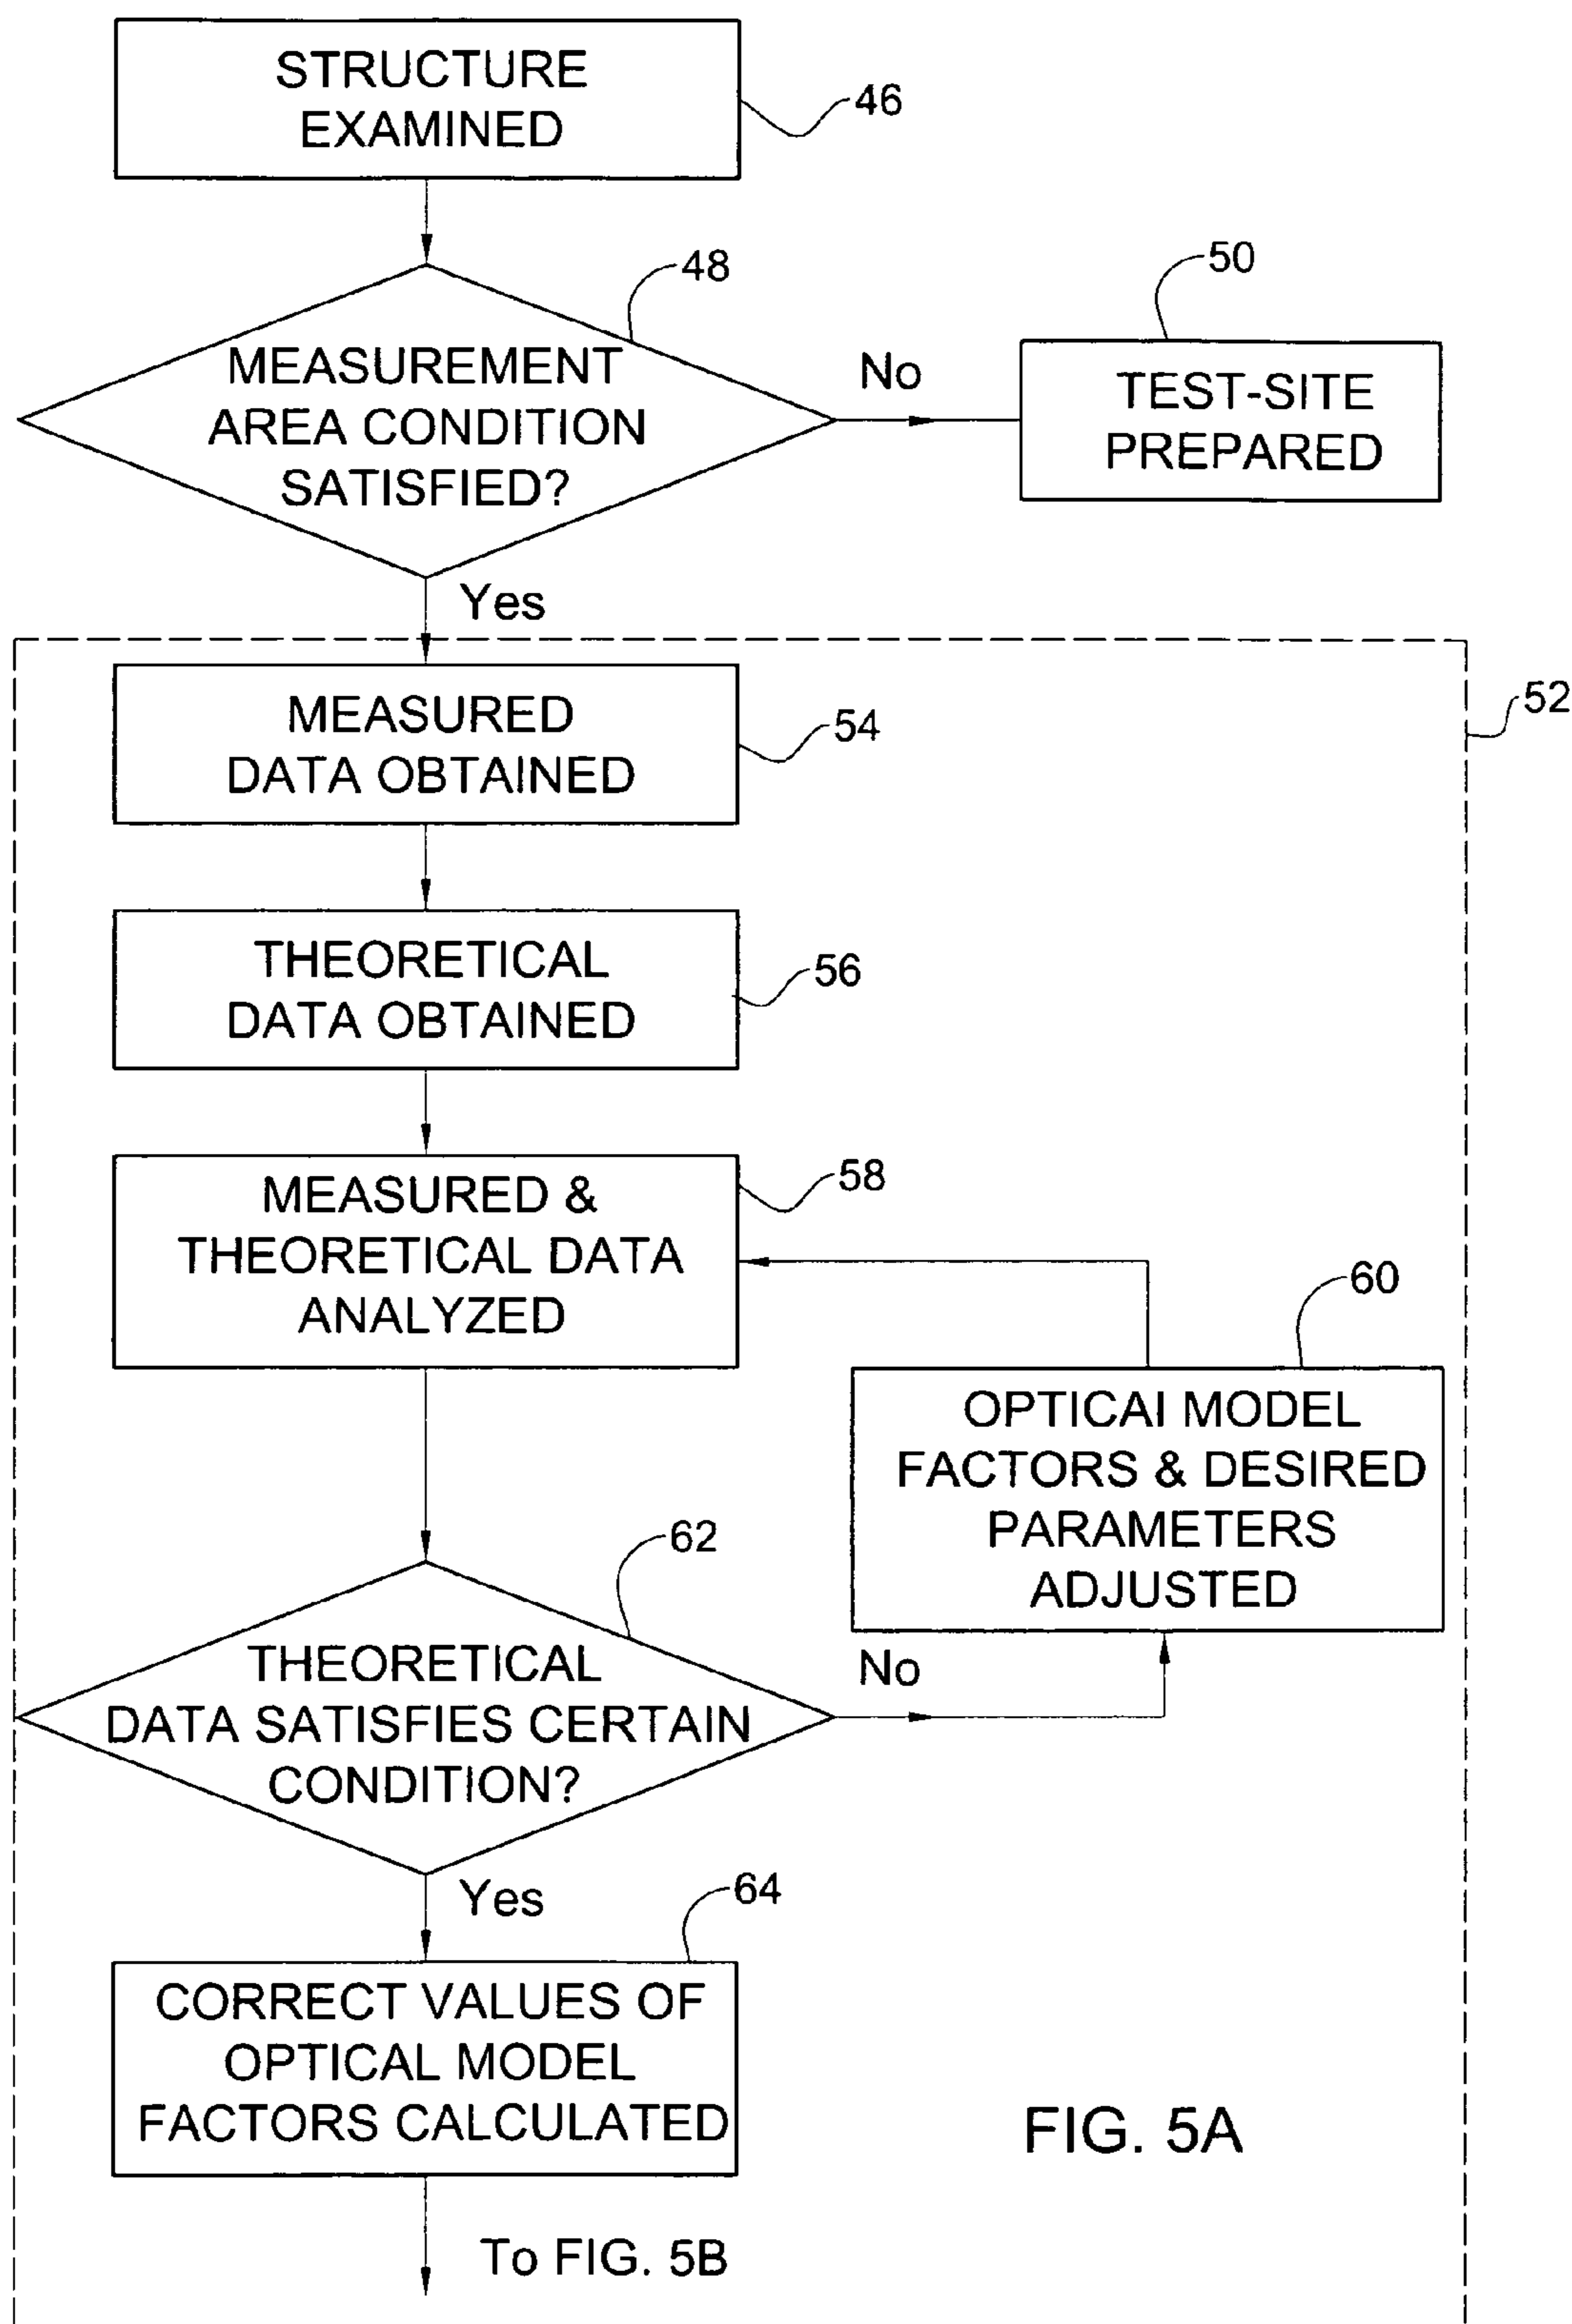 STRUCTURE
EXAMINED
46
48
MEASUREMENT
AREA CONDITION
SATISFIED?
No
50
TEST-SITE
PREPARED
Yes
52
MEASURED
DATA OBTAINED
54
THEORETICAL
DATA OBTAINED
56
MEASURED &
THEORETICAL DATA
ANALYZED
58
60
OPTICAI MODEL
FACTORS & DESIRED
PARAMETERS
ADJUSTED
62
THEORETICAL
DATA SATISFIES CERTAIN
CONDITION?
No
Yes
64
CORRECT VALUES OF
OPTICAL MODEL
FACTORS CALCULATED
FIG. 5A
To FIG. 5B